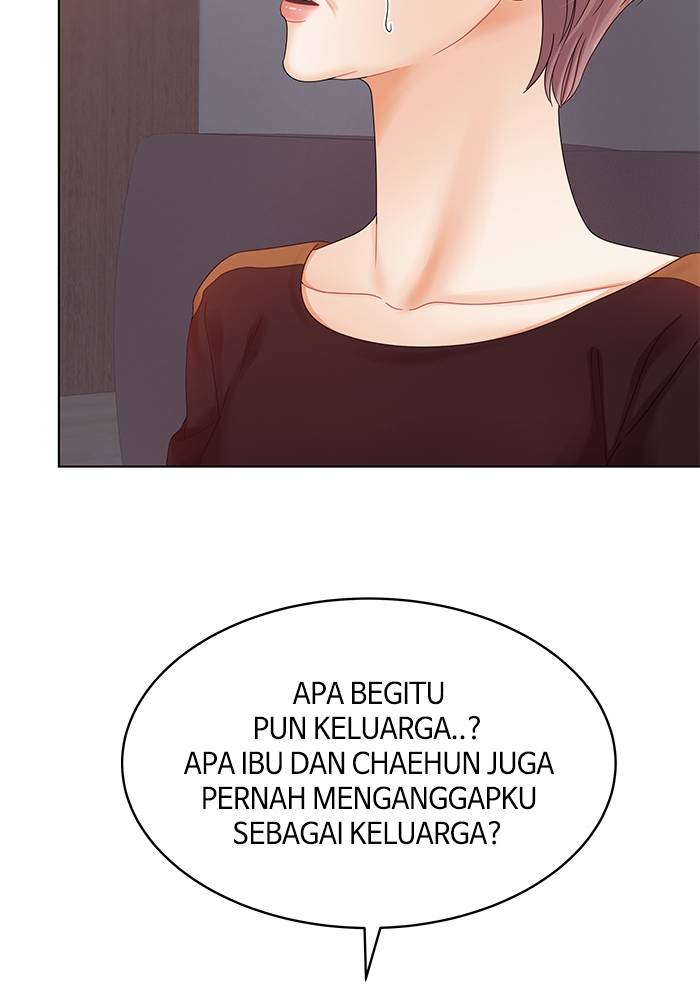 APA BEGITU
PUN KELUARGA..?
APA IBU DAN CHAEHUN JUGA
PERNAH MENGANGGAPKU
SEBAGAI KELUARGA?